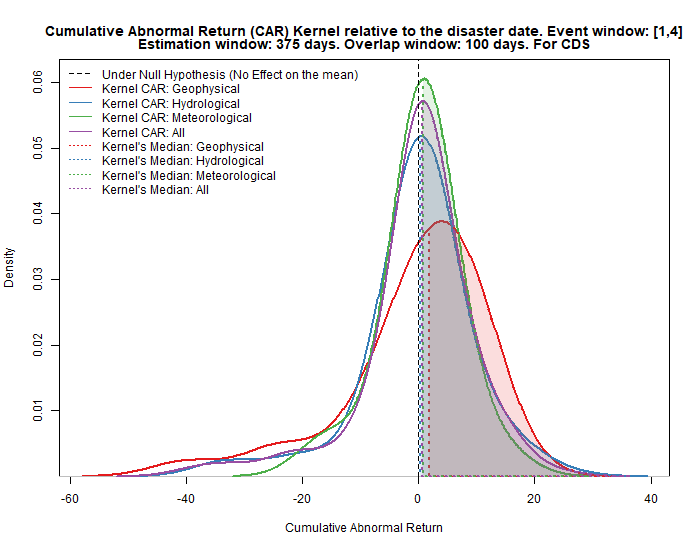 Cumulative Abnormal Return (CAR) Kernel relative to the disaster date. Event window: [1,4]
Estimation window: 375 days. Overlap window: 100 days. For CDS
Under Null Hypothesis (No Effect on the mean)
Kernel CAR: Geophysical
Kernel CAR: Hydrological
Kernel CAR: Meteorological
Kernel CAR: All
Kernel's Median: Geophysical
Kernel's Median: Hydrological
Kernel's Median: Meteorological
Kernel's Median: All
Density
0.06
0.05
0.04
0.03
0.02
0.01
-60 -40 -20 0 20 40
Cumulative Abnormal Return